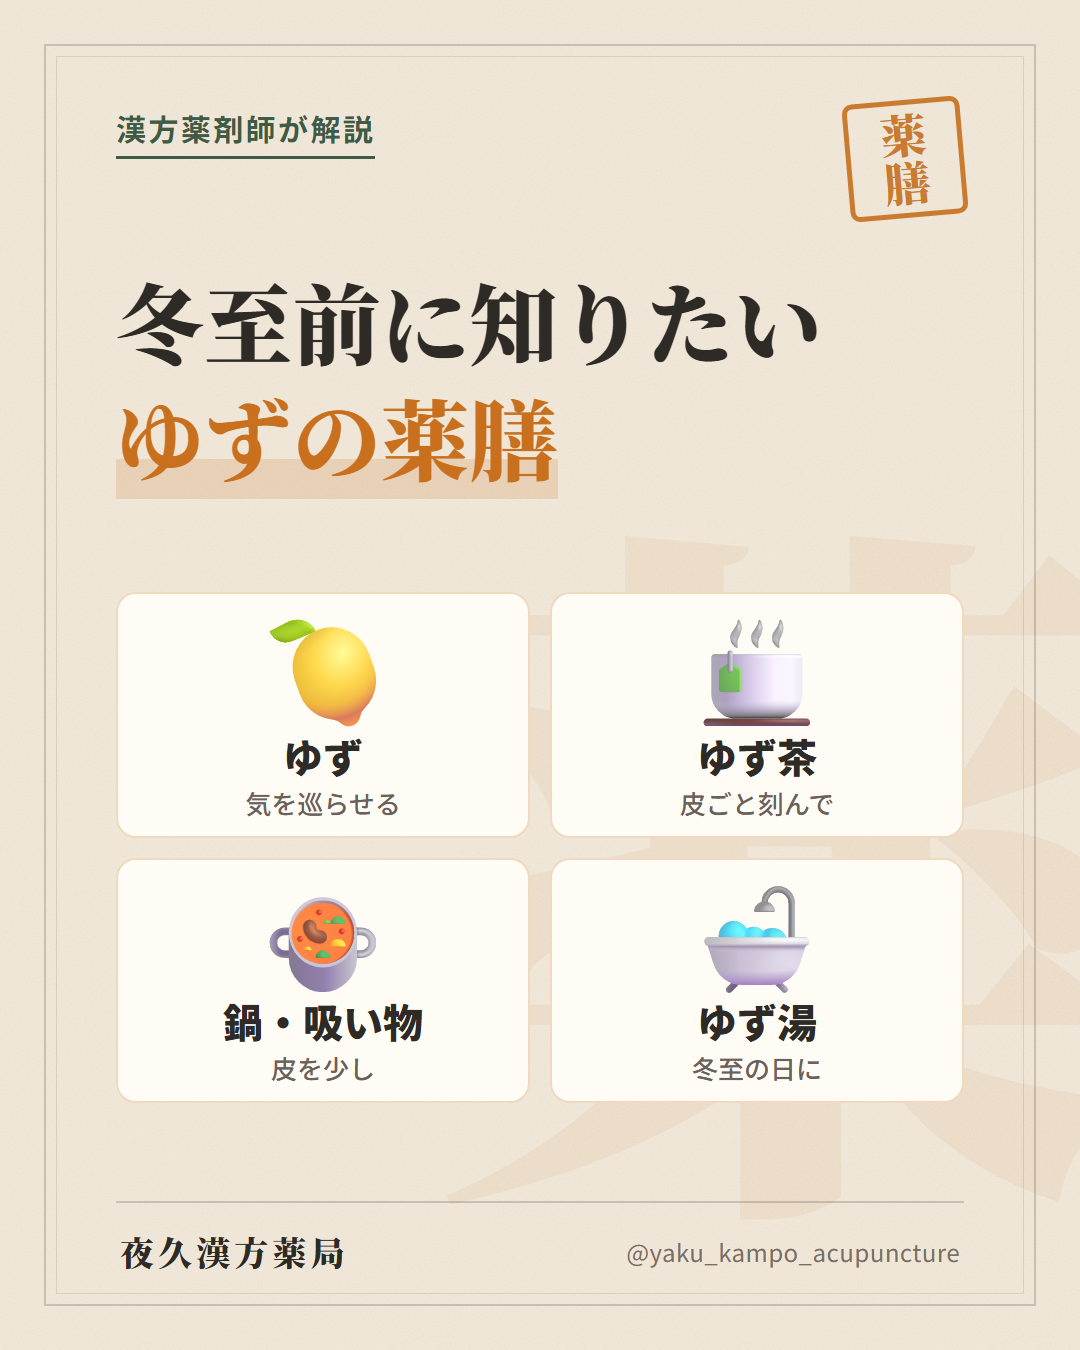 漢方薬剤師が解説
薬
膳
冬至前に知りたい
ゆずの薬膳
ゆず
気を巡らせる
ゆず茶
皮ごと刻んで
鍋・吸い物
皮を少し
ゆず湯
冬至の日に
夜久漢方薬局
@yaku_kampo_acupuncture